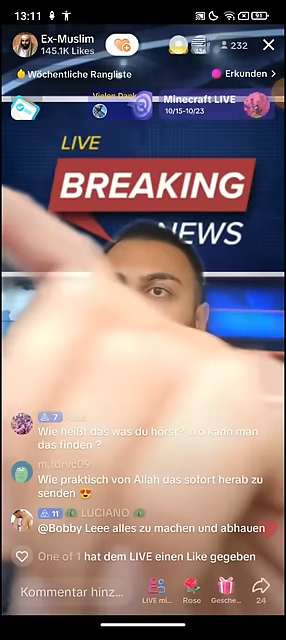 13:11
91
Ex-Muslim
145.1K Likes
232
Wöchentliche Rangliste
Erkunden >
Vielen Dank
Minecraft LIVE
10/15-10/23
LIVE
BREAKING
NEWS
7
Wie heißt das was du hörst? Wo kann man
das finden ?
m.tarvc09
Wie praktisch von Allah das sofort herab zu
senden 😍
11 LUCIANO
@Bobby Leee alles zu machen und abhauen
One of 1 hat dem LIVE einen Like gegeben
Kommentar hinz...
LIVE mi...
Rose
Gesche...
24